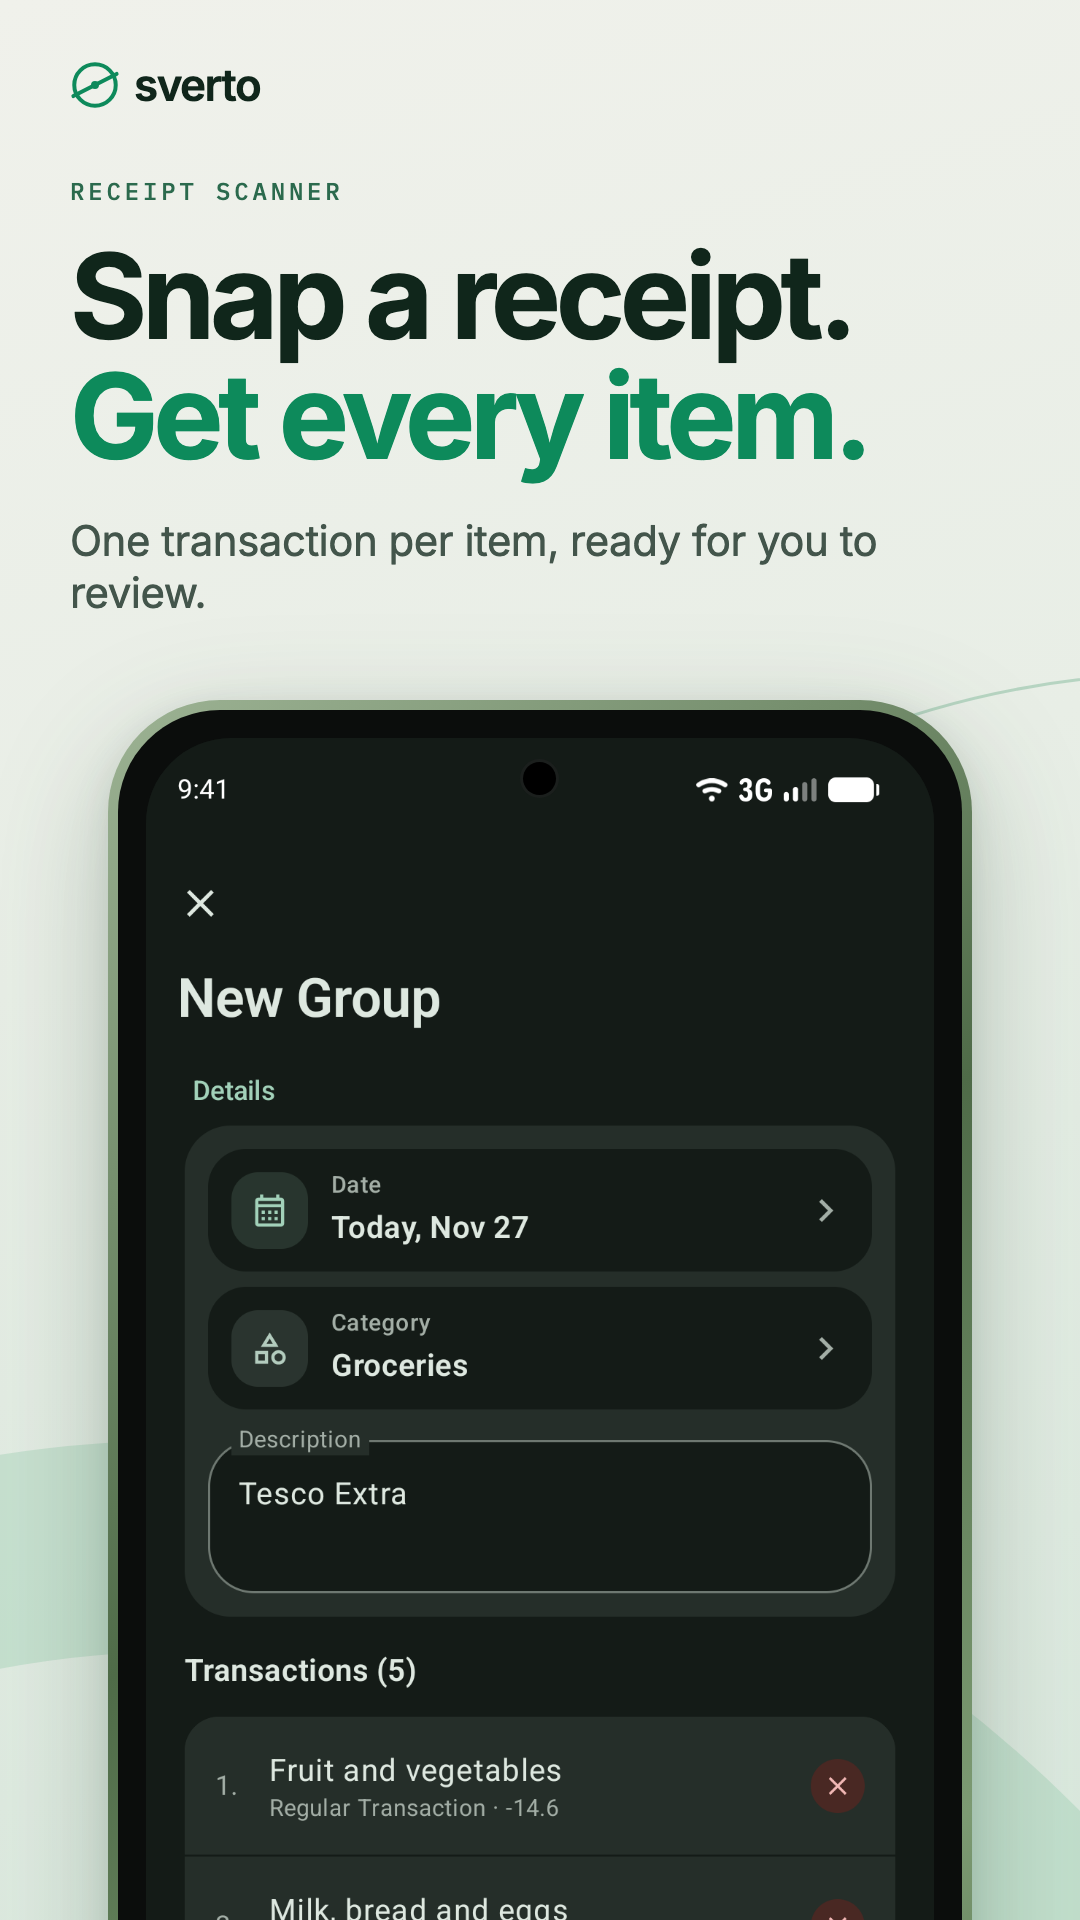 sverto
RECEIPT SCANNER
Snap a receipt.
Get every item.
One transaction per item, ready for you to
review.
9:41
3G
New Group
Details
Date
Today, Nov 27
Category
Groceries
Description
Tesco Extra
Transactions (5)
1.
Fruit and vegetables
Regular Transaction · -14.6
Milk, bread and eggs